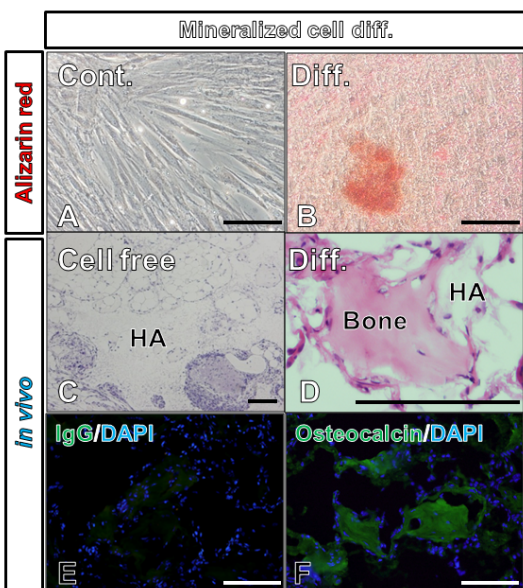 Mineralized cell diff.
Alizarin red
Cont.
A
Diff.
B
in vivo
Cell free
HA
C
Diff.
HA
Bone
D
IgG/DAPI
E
Osteocalcin/DAPI
F